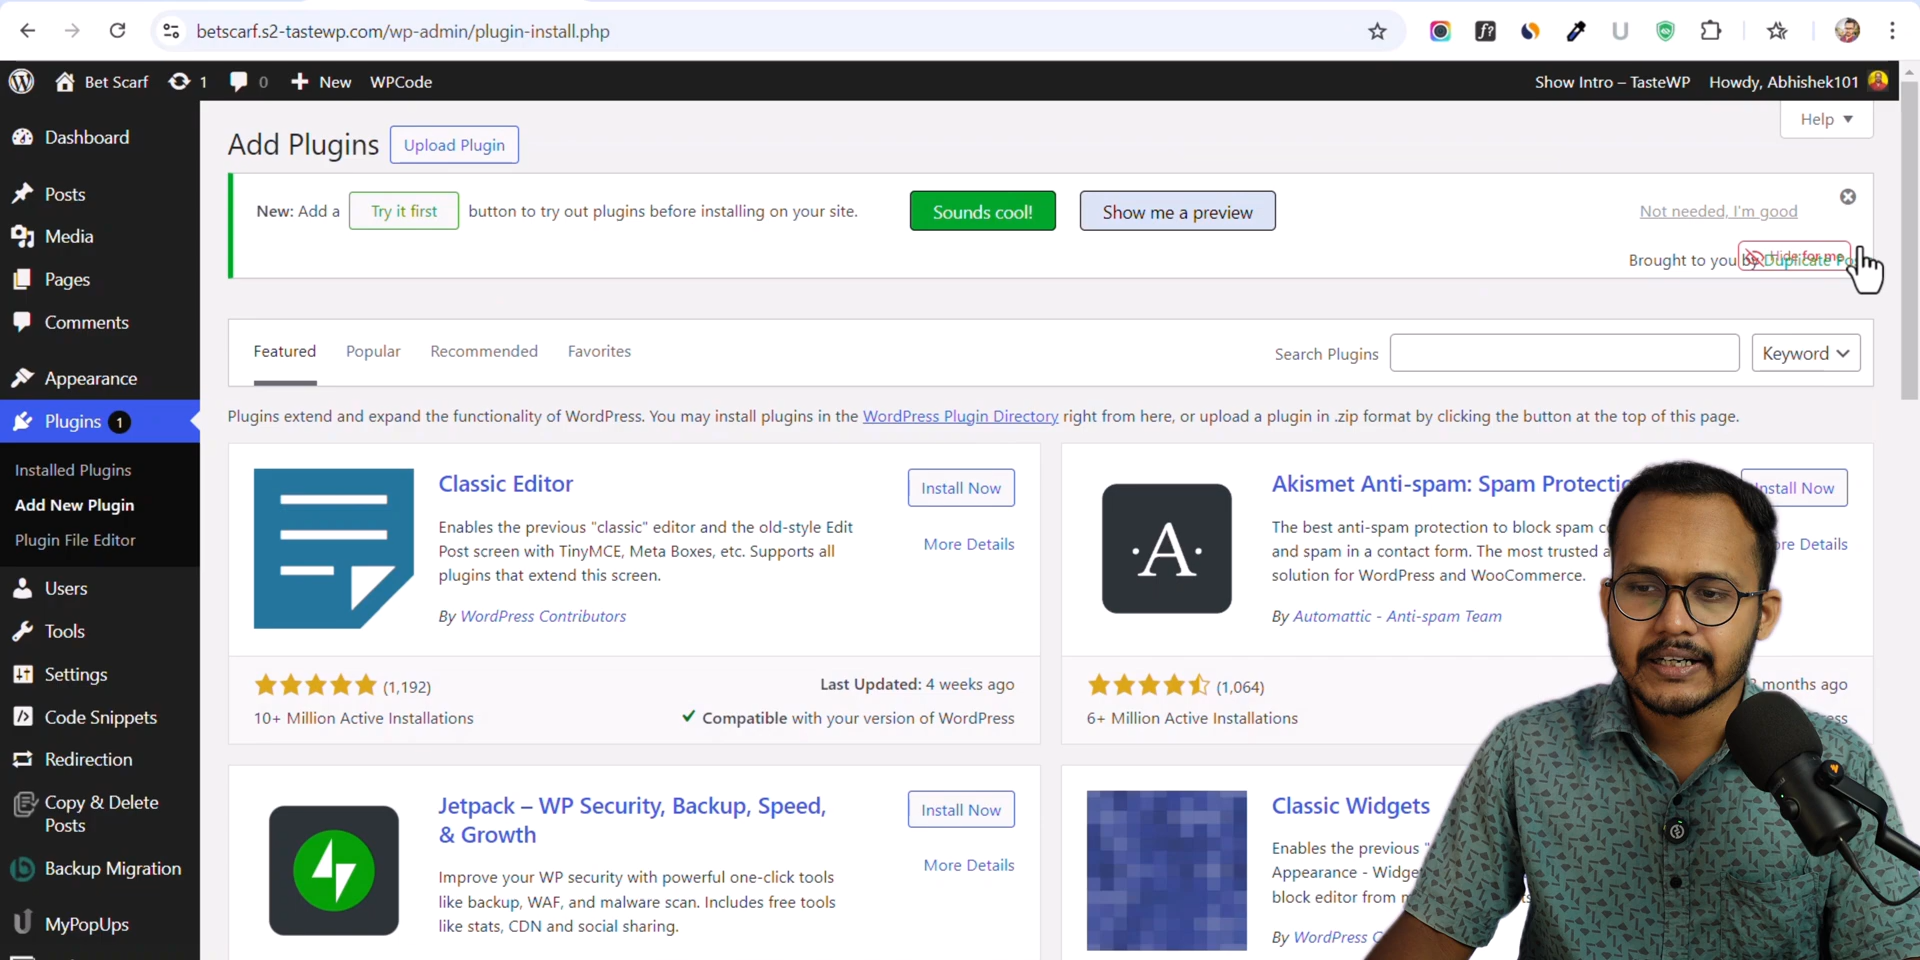 betscarf.s2-tastewp.com/wp-admin/plugin-install.php
Bet Scarf
1
0
New
WPCode
Show Intro – TasteWP
Howdy, Abhishek101
Dashboard
Posts
Media
Pages
Comments
Appearance
Plugins 1
Installed Plugins
Add New Plugin
Plugin File Editor
Users
Tools
Settings
Code Snippets
Redirection
Copy & Delete
Posts
Backup Migration
MyPopUps
Help
Add Plugins
Upload Plugin
New: Add a Try it first button to try out plugins before installing on your site.
Sounds cool!
Show me a preview
Not needed, I'm good
Hide for me
Brought to you by Duplicate
Featured
Popular
Recommended
Favorites
Search Plugins
Keyword
Plugins extend and expand the functionality of WordPress. You may install plugins in the WordPress Plugin Directory right from here, or upload a plugin in .zip format by clicking the button at the top of this page.
Classic Editor
Install Now
More Details
Enables the previous "classic" editor and the old-style Edit
Post screen with TinyMCE, Meta Boxes, etc. Supports all
plugins that extend this screen.
By WordPress Contributors
(1,192)
10+ Million Active Installations
Last Updated: 4 weeks ago
Compatible with your version of WordPress
Akismet Anti-spam: Spam
Install Now
Details
The best anti-spam protection to block spam
and spam in a contact form. The most trusted
solution for WordPress and WooCommerce.
By Automattic - Anti-spam Team
(1,064)
6+ Million Active Installations
months ago
Jetpack – WP Security, Backup, Speed,
& Growth
Install Now
More Details
Improve your WP security with powerful one-click tools
like backup, WAF, and malware scan. Includes free tools
like stats, CDN and social sharing.
Classic Widgets
Enables the previous
Appearance -
block editor from
By WordPress